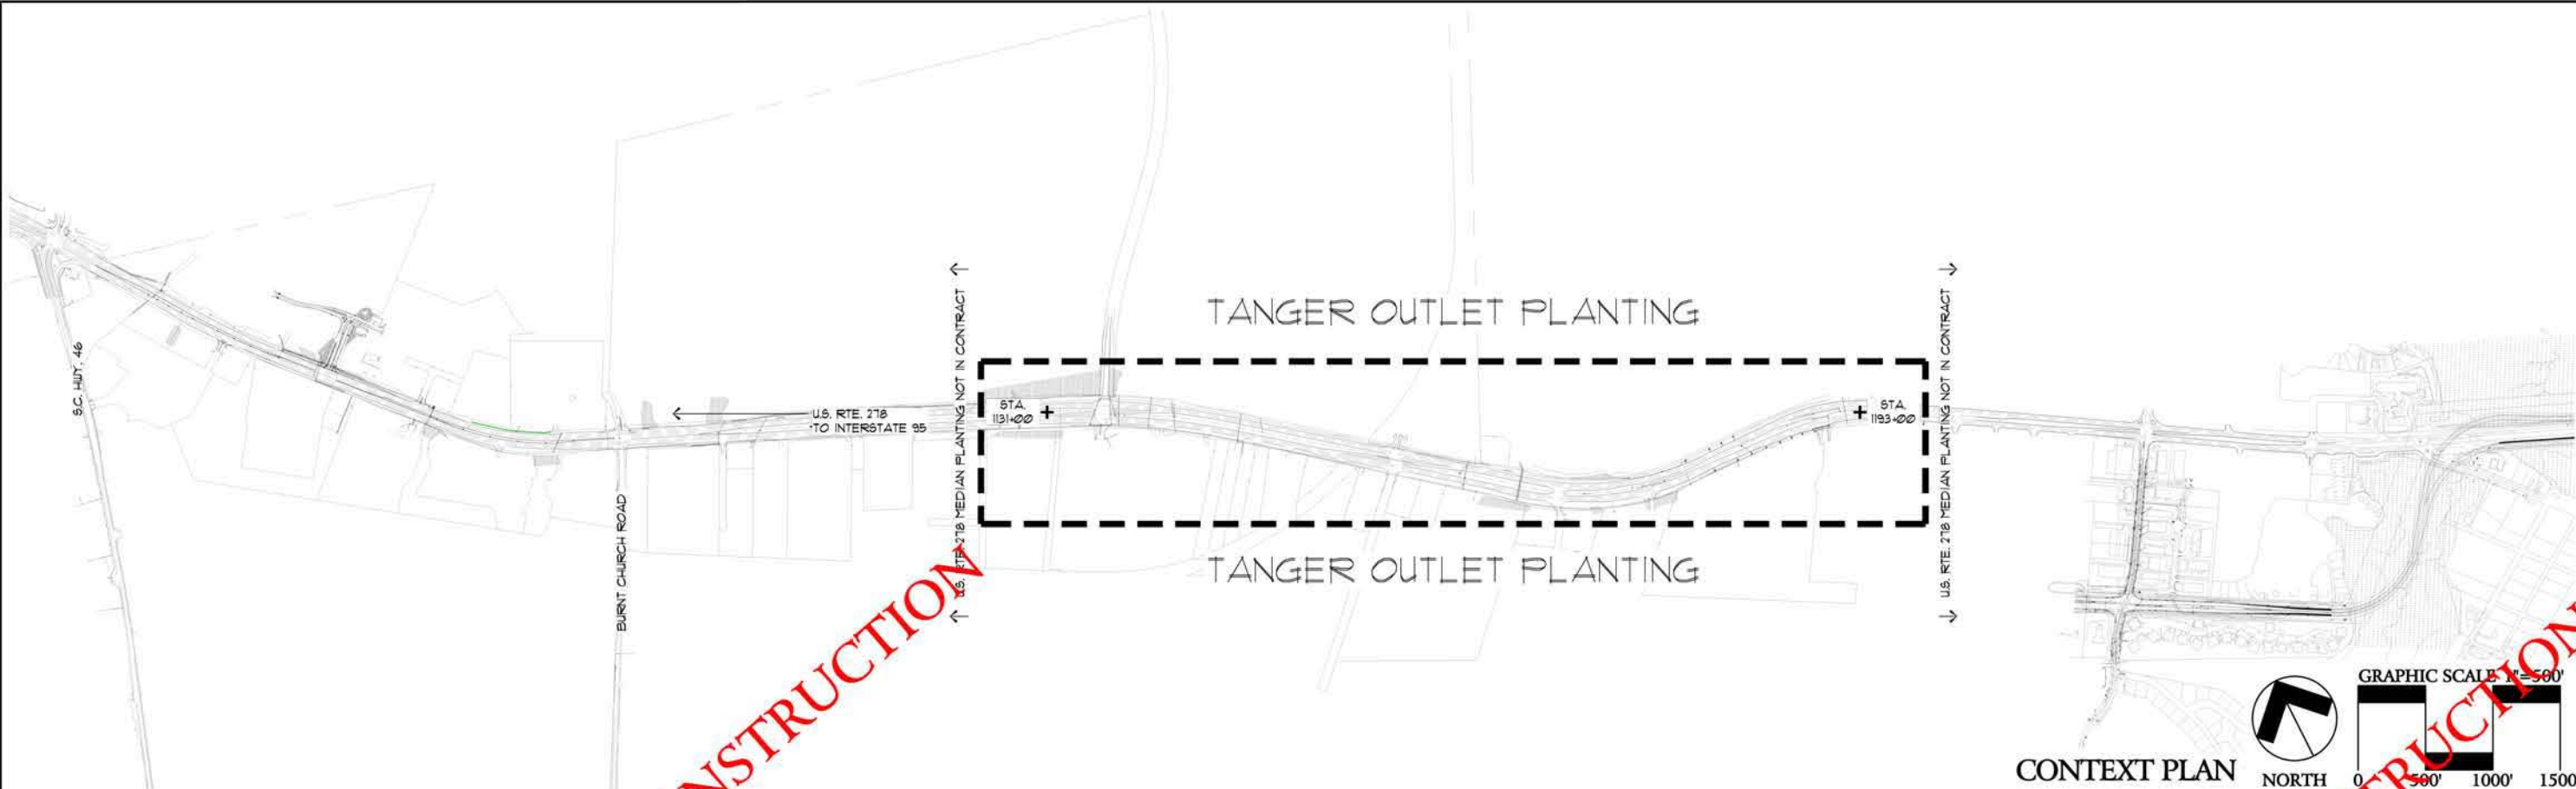 TANGER OUTLET PLANTING
S.C. HWY. 46
U.S. RTE. 278
TO INTERSTATE 95
BURNT CHURCH ROAD
U.S. RTE. 278 MEDIAN PLANTING NOT IN CONTRACT
STA.
1131+00
STA.
1193+00
U.S. RTE. 278 MEDIAN PLANTING NOT IN CONTRACT
TANGER OUTLET PLANTING
NSTRUCTION
RUCTION
GRAPHIC SCALE 1"=500'
CONTEXT PLAN
NORTH
0 500' 1000' 1500